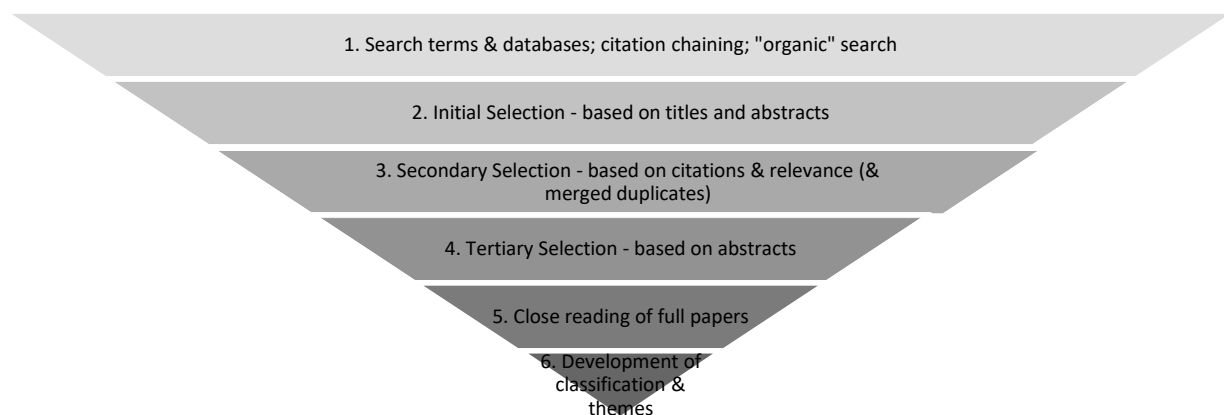 1. Search terms & databases; citation chaining; "organic" search
2. Initial Selection - based on titles and abstracts
3. Secondary Selection - based on citations & relevance (&
merged duplicates)
4. Tertiary Selection - based on abstracts
5. Close reading of full papers
6. Development of
classification &
themes